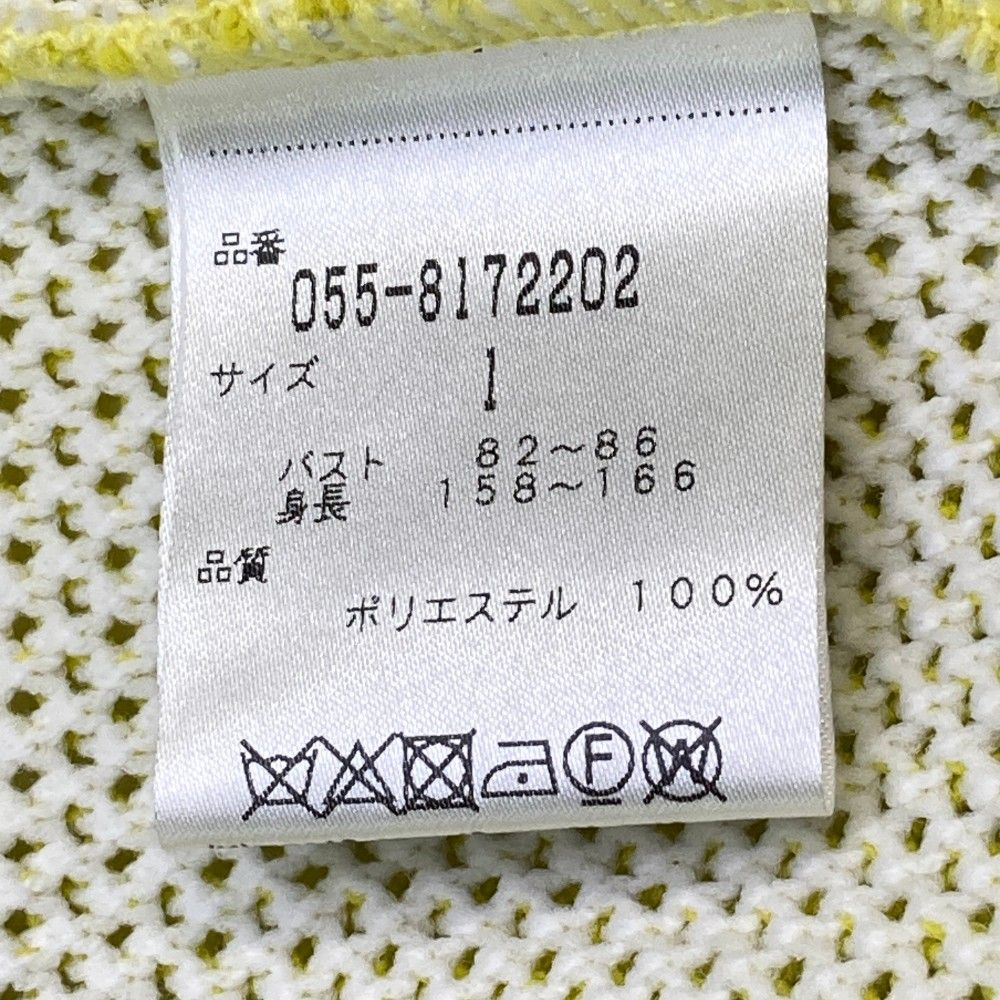 品番
055-8172202
サイズ 1
バスト 82～86
身長 158～166
品質
ポリエステル 100%
F W